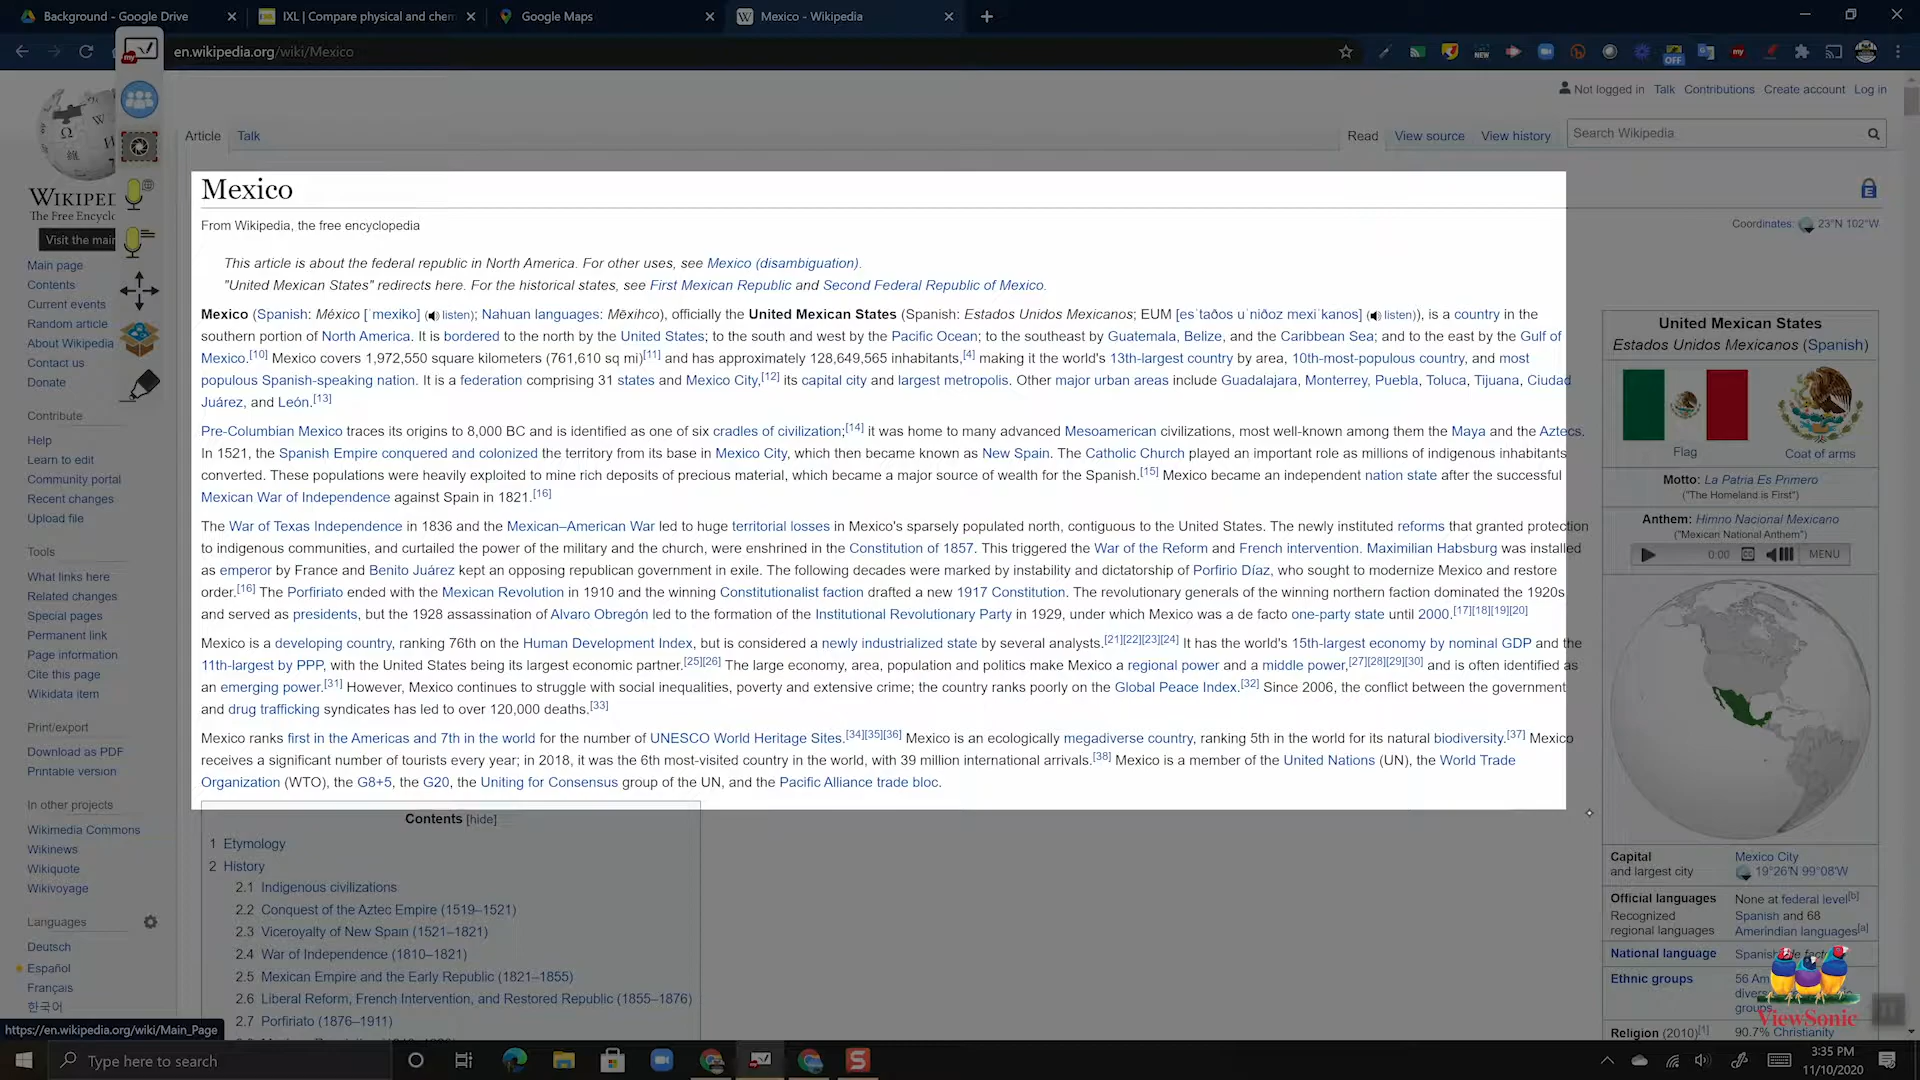 Background - Google Drive
IXL | Compare physical and chem
Google Maps
Mexico - Wikipedia
en.wikipedia.org/wiki/Mexico
Not logged in Talk Contributions Create account Log in
Article Talk
Read View source View history
Search Wikipedia
WIKIPE
The Free Encyclo
Visit the mai
Main page
Contents
Current events
Random article
About Wikipedia
Contact us
Donate
Contribute
Help
Learn to edit
Community portal
Recent changes
Upload file
Tools
What links here
Related changes
Special pages
Permanent link
Page information
Cite this page
Wikidata item
Print/export
Download as PDF
Printable version
In other projects
Wikimedia Commons
Wikinews
Wikiquote
Wikivoyage
Languages
Deutsch
Español
Français
한국어
https://en.wikipedia.org/wiki/Main_Page
Mexico
From Wikipedia, the free encyclopedia
Coordinates: 23°N 102°W
This article is about the federal republic in North America. For other uses, see Mexico (disambiguation).
"United Mexican States" redirects here. For the historical states, see First Mexican Republic and Second Federal Republic of Mexico.
Mexico (Spanish: México [ˈmexiko] (listen); Nahuan languages: Mēxihco), officially the United Mexican States (Spanish: Estados Unidos Mexicanos; EUM [esˈtaðos uˈniðoz mexiˈkanos] (listen)), is a country in the
southern portion of North America. It is bordered to the north by the United States; to the south and west by the Pacific Ocean; to the southeast by Guatemala, Belize, and the Caribbean Sea; and to the east by the Gulf of
Mexico.[10] Mexico covers 1,972,550 square kilometers (761,610 sq mi)[11] and has approximately 128,649,565 inhabitants,[4] making it the world's 13th-largest country by area, 10th-most-populous country, and most
populous Spanish-speaking nation. It is a federation comprising 31 states and Mexico City,[12] its capital city and largest metropolis. Other major urban areas include Guadalajara, Monterrey, Puebla, Toluca, Tijuana, Ciudad
Juárez, and León.[13]
Pre-Columbian Mexico traces its origins to 8,000 BC and is identified as one of six cradles of civilization;[14] it was home to many advanced Mesoamerican civilizations, most well-known among them the Maya and the Aztecs.
In 1521, the Spanish Empire conquered and colonized the territory from its base in Mexico City, which then became known as New Spain. The Catholic Church played an important role as millions of indigenous inhabitants
converted. These populations were heavily exploited to mine rich deposits of precious material, which became a major source of wealth for the Spanish.[15] Mexico became an independent nation state after the successful
Mexican War of Independence against Spain in 1821.[16]
The War of Texas Independence in 1836 and the Mexican–American War led to huge territorial losses in Mexico's sparsely populated north, contiguous to the United States. The newly instituted reforms that granted protection
to indigenous communities, and curtailed the power of the military and the church, were enshrined in the Constitution of 1857. This triggered the War of the Reform and French intervention. Maximilian Habsburg was installed
as emperor by France and Benito Juárez kept an opposing republican government in exile. The following decades were marked by instability and dictatorship of Porfirio Díaz, who sought to modernize Mexico and restore
order.[16] The Porfiriato ended with the Mexican Revolution in 1910 and the winning Constitutionalist faction drafted a new 1917 Constitution. The revolutionary generals of the winning northern faction dominated the 1920s
and served as presidents, but the 1928 assassination of Alvaro Obregón led to the formation of the Institutional Revolutionary Party in 1929, under which Mexico was a de facto one-party state until 2000.[17][18][19][20]
Mexico is a developing country, ranking 76th on the Human Development Index, but is considered a newly industrialized state by several analysts.[21][22][23][24] It has the world's 15th-largest economy by nominal GDP and the
11th-largest by PPP, with the United States being its largest economic partner.[25][26] The large economy, area, population and politics make Mexico a regional power and a middle power,[27][28][29][30] and is often identified as
an emerging power.[31] However, Mexico continues to struggle with social inequalities, poverty and extensive crime; the country ranks poorly on the Global Peace Index.[32] Since 2006, the conflict between the government
and drug trafficking syndicates has led to over 120,000 deaths.[33]
Mexico ranks first in the Americas and 7th in the world for the number of UNESCO World Heritage Sites.[34][35][36] Mexico is an ecologically megadiverse country, ranking 5th in the world for its natural biodiversity.[37] Mexico
receives a significant number of tourists every year; in 2018, it was the 6th most-visited country in the world, with 39 million international arrivals.[38] Mexico is a member of the United Nations (UN), the World Trade
Organization (WTO), the G8+5, the G20, the Uniting for Consensus group of the UN, and the Pacific Alliance trade bloc.
Contents [hide]
1 Etymology
2 History
2.1 Indigenous civilizations
2.2 Conquest of the Aztec Empire (1519–1521)
2.3 Viceroyalty of New Spain (1521–1821)
2.4 War of Independence (1810–1821)
2.5 Mexican Empire and the Early Republic (1821–1855)
2.6 Liberal Reform, French Intervention, and Restored Republic (1855–1876)
2.7 Porfiriato (1876–1911)
United Mexican States
Estados Unidos Mexicanos (Spanish)
Flag
Coat of arms
Motto: La Patria Es Primero
("The Homeland is First")
Anthem: Himno Nacional Mexicano
("Mexican National Anthem")
0:00 CC MENU
Capital Mexico City
and largest city 19°26′N 99°08′W
Official languages None at federal level[b]
Recognized Spanish and 68
regional languages Amerindian languages[a]
National language Spanish de facto
Ethnic groups 56 Am
divers
groups
Religion (2010)[1] 90.7% Christianity
ViewSonic
OFF
NEW
my
Type here to search
3:35 PM
11/10/2020